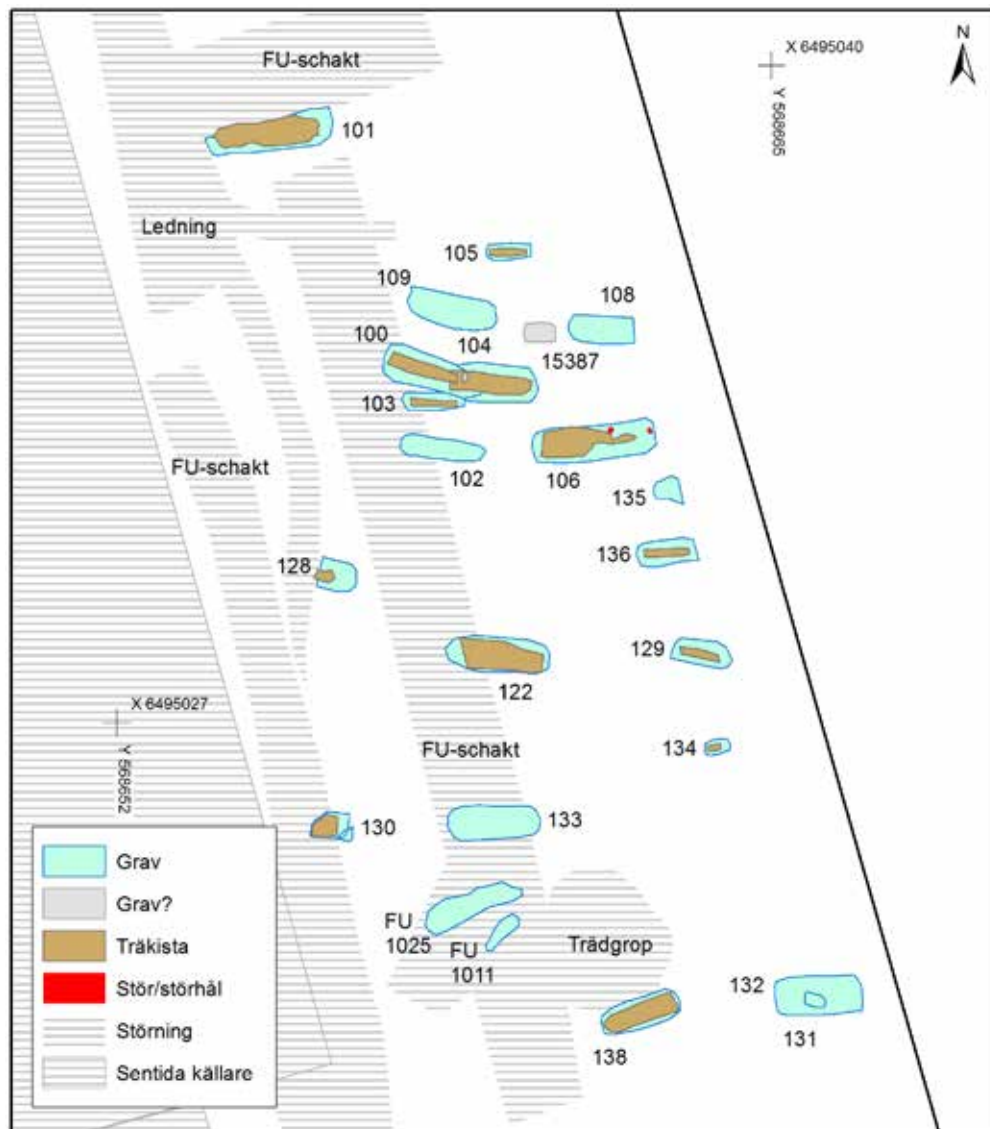 N
X 6495040
Y 568665
FU-schakt
101
Ledning
105
109
108
100
104
15387
103
102
106
FU-schakt
135
128
136
129
122
X 6495027
Y 568652
FU-schakt
134
130
133
FU
1025
FU
1011
Trädgrop
132
131
138
Grav
Grav?
Träkista
Stör/störhål
Störning
Sentida källare